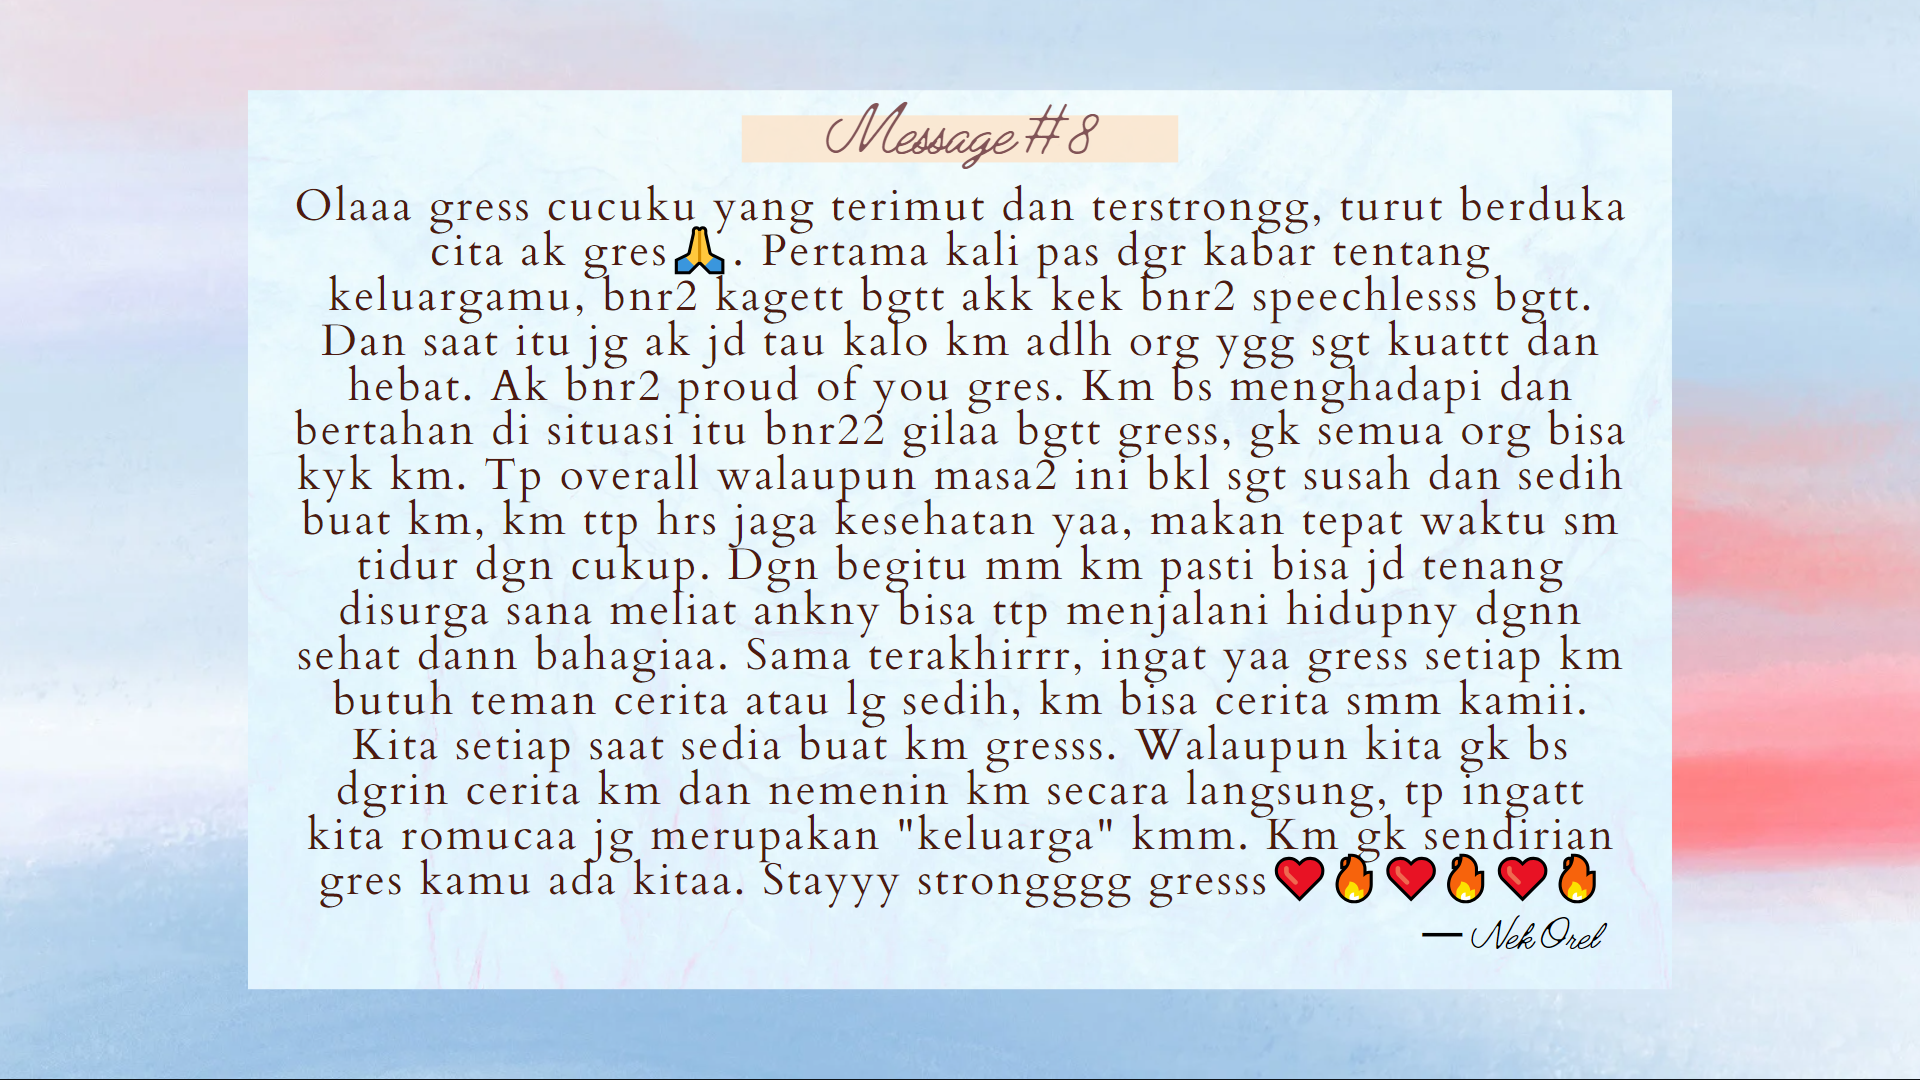 Message #8
Olaaa gress cucuku yang terimut dan terstrongg, turut berduka
cita ak gres🙏. Pertama kali pas dgr kabar tentang
keluargamu, bnr2 kagett bgtt akk kek bnr2 speechlesss bgtt.
Dan saat itu jg ak jd tau kalo km adlh org ygg sgt kuattt dan
hebat. Ak bnr2 proud of you gres. Km bs menghadapi dan
bertahan di situasi itu bnr22 gilaa bgtt gress, gk semua org bisa
kyk km. Tp overall walaupun masa2 ini bkl sgt susah dan sedih
buat km, km ttp hrs jaga kesehatan yaa, makan tepat waktu sm
tidur dgn cukup. Dgn begitu mm km pasti bisa jd tenang
disurga sana meliat ankny bisa ttp menjalani hidupny dgnn
sehat dann bahagiaa. Sama terakhirrr, ingat yaa gress setiap km
butuh teman cerita atau lg sedih, km bisa cerita smm kamii.
Kita setiap saat sedia buat km gresss. Walaupun kita gk bs
dgrin cerita km dan nemenin km secara langsung, tp ingatt
kita romucaa jg merupakan "keluarga" kmm. Km gk sendirian
gres kamu ada kitaa. Stayyy strongggg gresss❤️🔥❤️🔥❤️🔥
— Nek Orel